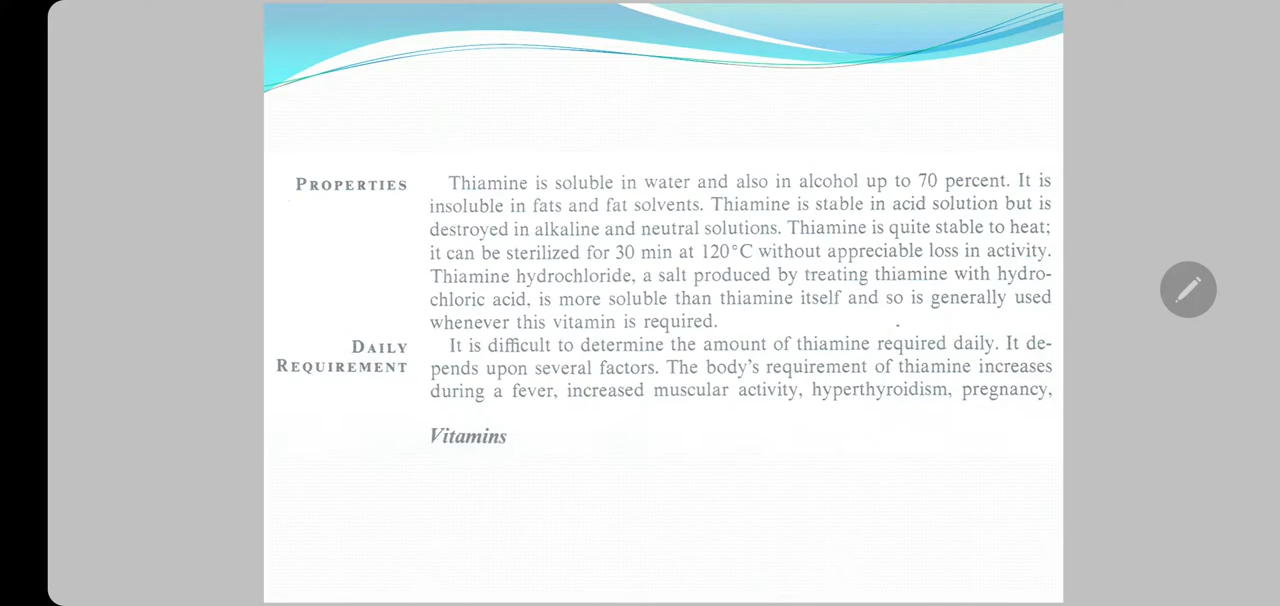 PROPERTIES
Thiamine is soluble in water and also in alcohol up to 70 percent. It is
insoluble in fats and fat solvents. Thiamine is stable in acid solution but is
destroyed in alkaline and neutral solutions. Thiamine is quite stable to heat;
it can be sterilized for 30 min at 120°C without appreciable loss in activity.
Thiamine hydrochloride, a salt produced by treating thiamine with hydro-
chloric acid, is more soluble than thiamine itself and so is generally used
whenever this vitamin is required.
DAILY
REQUIREMENT
It is difficult to determine the amount of thiamine required daily. It de-
pends upon several factors. The body's requirement of thiamine increases
during a fever, increased muscular activity, hyperthyroidism, pregnancy,
Vitamins